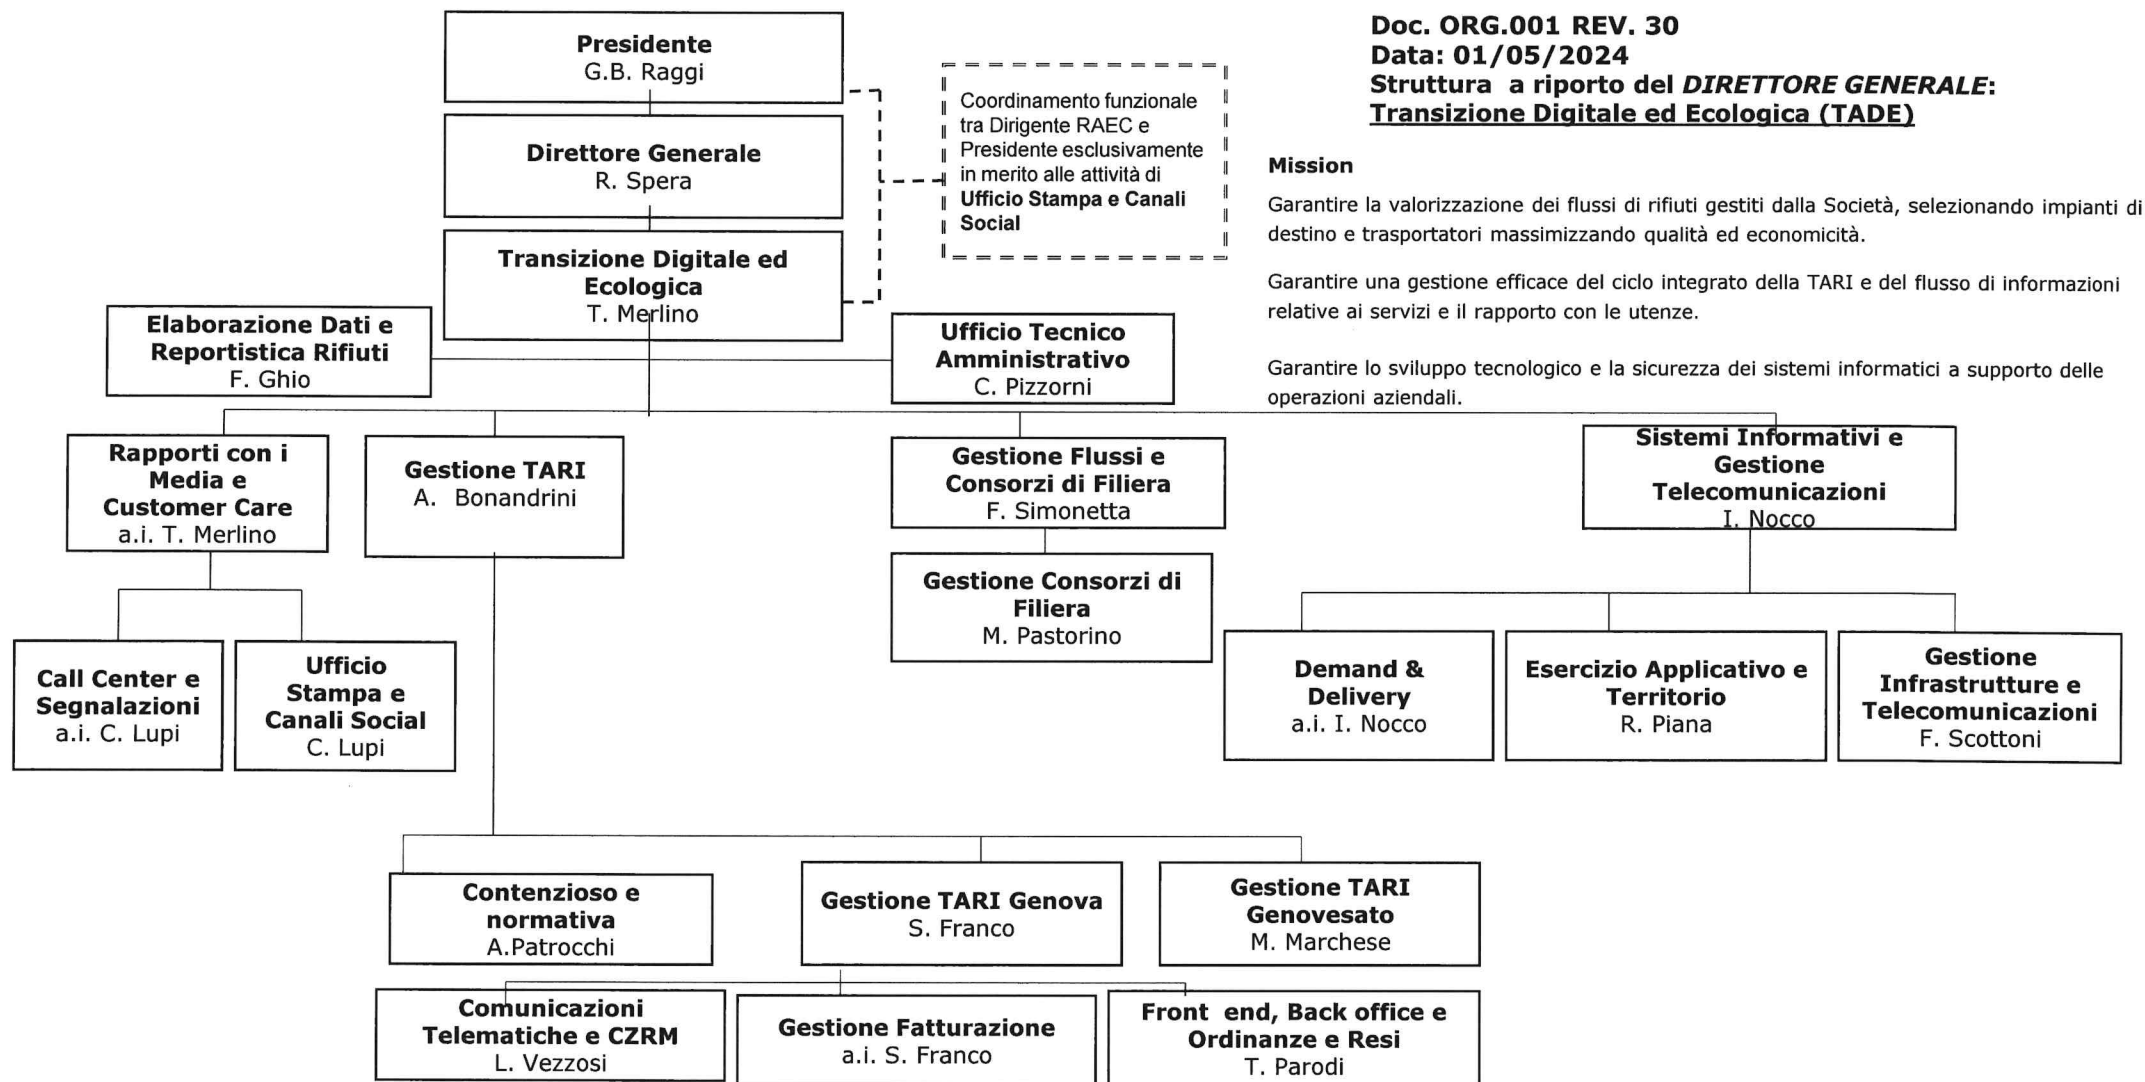 Doc. ORG.001 REV. 30
Data: 01/05/2024
Struttura a riporto del DIRETTORE GENERALE:
Transizione Digitale ed Ecologica (TADE)
Presidente
G.B. Raggi
Direttore Generale
R. Spera
Transizione Digitale ed
Ecologica
T. Merlino
Coordinamento funzionale
tra Dirigente RAEC e
Presidente esclusivamente
in merito alle attività di
Ufficio Stampa e Canali
Social
Mission
Garantire la valorizzazione dei flussi di rifiuti gestiti dalla Società, selezionando impianti di
destino e trasportatori massimizzando qualità ed economicità.
Garantire una gestione efficace del ciclo integrato della TARI e del flusso di informazioni
relative ai servizi e il rapporto con le utenze.
Garantire lo sviluppo tecnologico e la sicurezza dei sistemi informatici a supporto delle
operazioni aziendali.
Elaborazione Dati e
Reportistica Rifiuti
F. Ghio
Ufficio Tecnico
Amministrativo
C. Pizzorni
Rapporti con i
Media e
Customer Care
a.i. T. Merlino
Gestione TARI
A. Bonandrini
Gestione Flussi e
Consorzi di Filiera
F. Simonetta
Sistemi Informativi e
Gestione
Telecomunicazioni
I. Nocco
Gestione Consorzi di
Filiera
M. Pastorino
Call Center e
Segnalazioni
a.i. C. Lupi
Ufficio
Stampa e
Canali Social
C. Lupi
Demand &
Delivery
a.i. I. Nocco
Esercizio Applicativo e
Territorio
R. Piana
Gestione
Infrastrutture e
Telecomunicazioni
F. Scottoni
Contenzioso e
normativa
A.Patrocchi
Gestione TARI Genova
S. Franco
Gestione TARI
Genovesato
M. Marchese
Comunicazioni
Telematiche e CZRM
L. Vezzosi
Gestione Fatturazione
a.i. S. Franco
Front end, Back office e
Ordinanze e Resi
T. Parodi